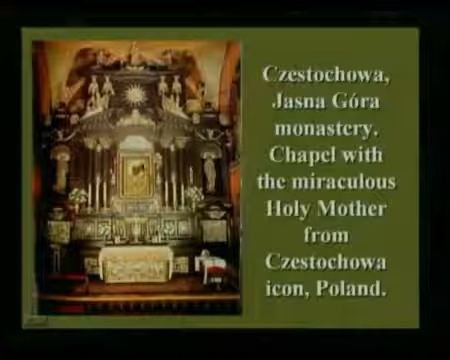 Czestochowa,
Jasna Góra
monastery.
Chapel with
the miraculous
Holy Mother
from
Czestochowa
icon, Poland.